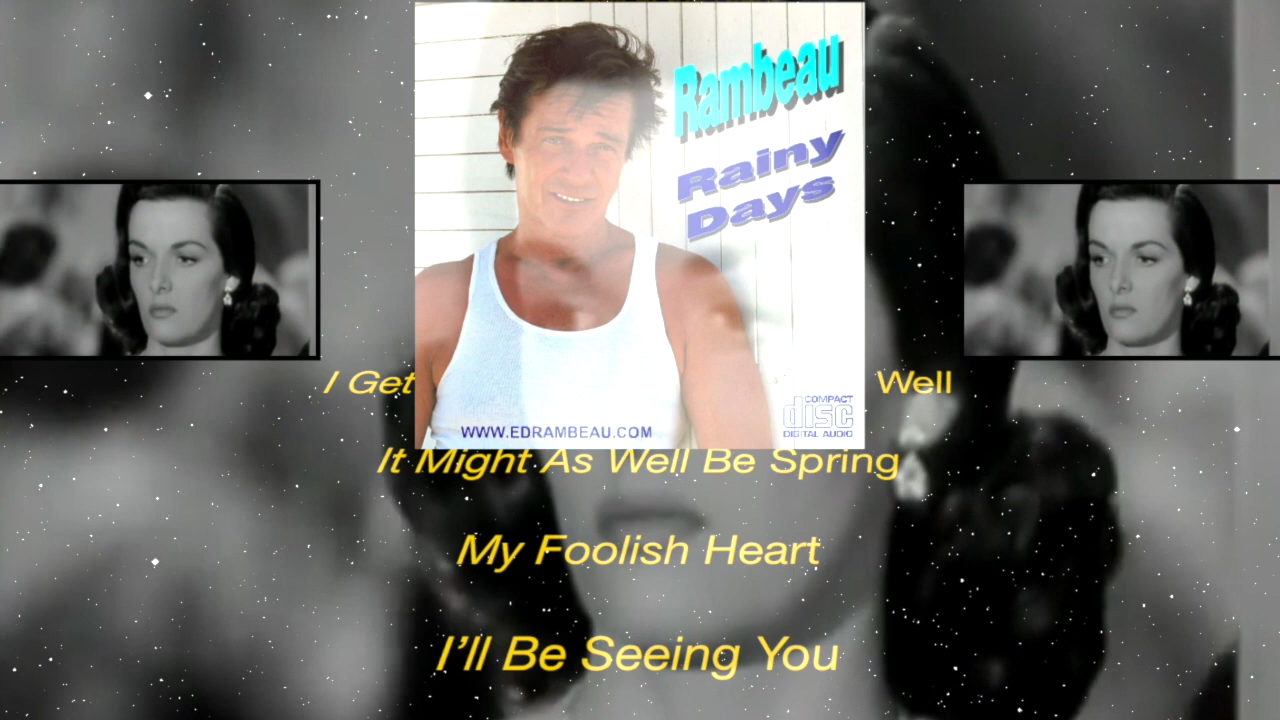 Rambeau
Rainy
Days
I Get
Well
COMPACT
disc
DIGITAL AUDIO
WWW.EDRAMBEAU.COM
It Might As Well Be Spring
My Foolish Heart
I'll Be Seeing You